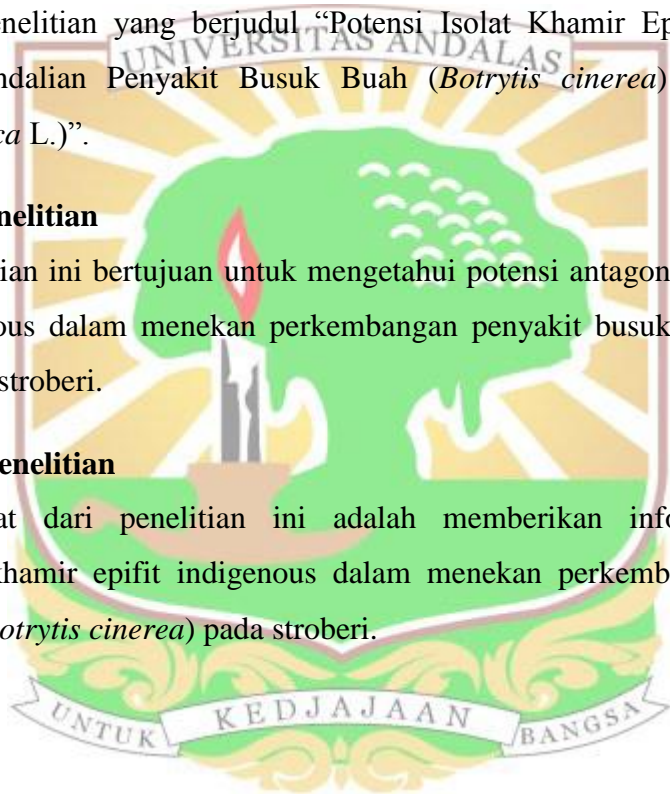 enelitian yang berjudul “Potensi Isolat Khamir Ep
UNIVERSITAS ANDALAS
ndalian Penyakit Busuk Buah (Botrytis cinerea)
ca L.)”.
nelitian
ian ini bertujuan untuk mengetahui potensi antagon
ous dalam menekan perkembangan penyakit busuk
stroberi.
enelitian
at dari penelitian ini adalah memberikan info
khamir epifit indigenous dalam menekan perkemb
otrytis cinerea) pada stroberi.
UNTUK KEDJAJAAN BANGSA